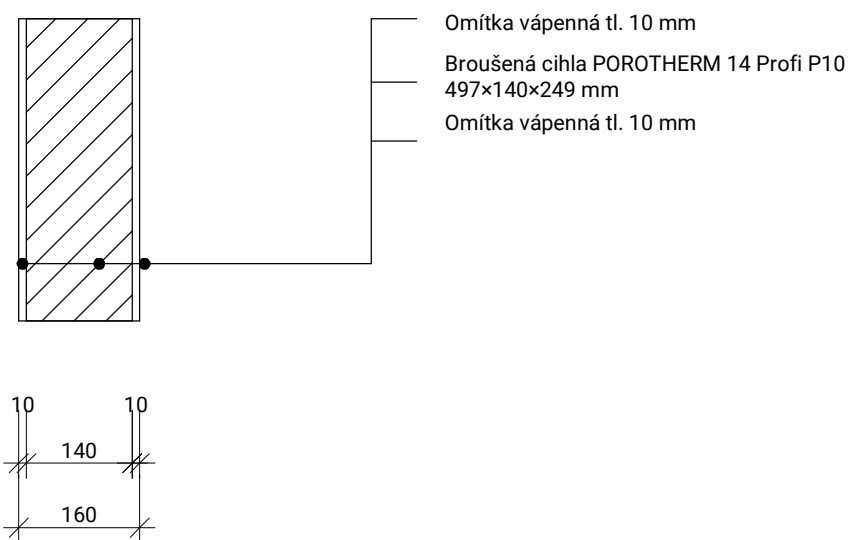 Omítka vápenná tl. 10 mm
Broušená cihla POROTHERM 14 Profi P10
497×140×249 mm
Omítka vápenná tl. 10 mm
10 10
140
160